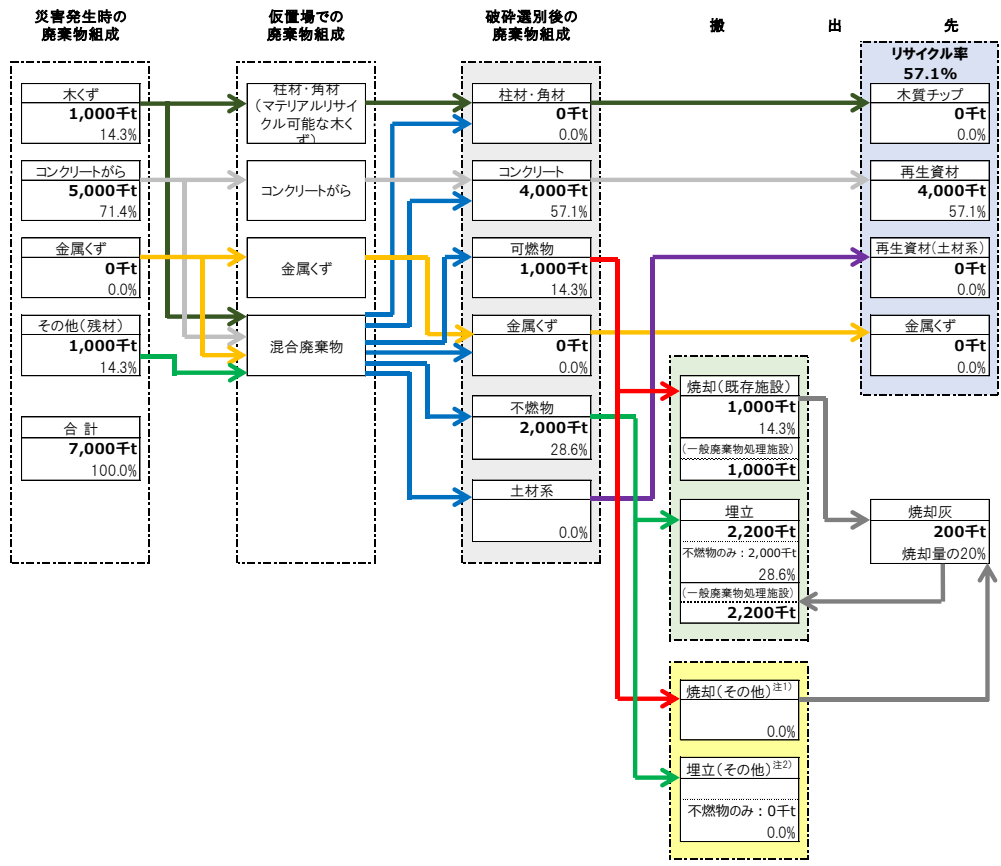 災害発生時の
廃棄物組成
仮置場での
廃棄物組成
破砕選別後の
廃棄物組成
搬 出 先
リサイクル率
57.1%
木くず
1,000千t
14.3%
コンクリートがら
5,000千t
71.4%
金属くず
0千t
0.0%
その他(残材)
1,000千t
14.3%
合 計
7,000千t
100.0%
柱材・角材
(マテリアルリサイ
クル可能な木く
ず)
コンクリートがら
金属くず
混合廃棄物
柱材・角材
0千t
0.0%
コンクリート
4,000千t
57.1%
可燃物
1,000千t
14.3%
金属くず
0千t
0.0%
不燃物
2,000千t
28.6%
土材系
0.0%
焼却(既存施設)
1,000千t
14.3%
(一般廃棄物処理施設)
1,000千t
埋立
2,200千t
不燃物のみ：2,000千t
28.6%
(一般廃棄物処理施設)
2,200千t
焼却(その他)注1)
0.0%
埋立(その他)注2)
不燃物のみ：0千t
0.0%
木質チップ
0千t
0.0%
再生資材
4,000千t
57.1%
再生資材(土材系)
0千t
0.0%
金属くず
0千t
0.0%
焼却灰
200千t
焼却量の20%